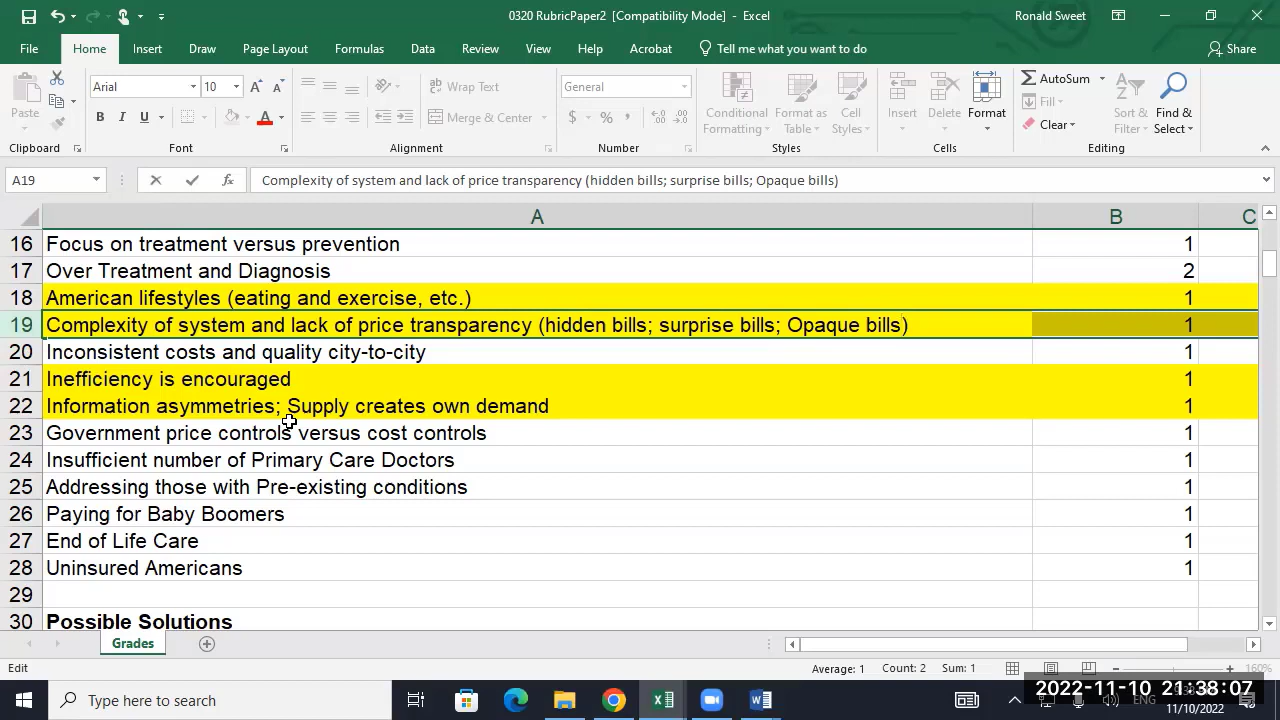 0320 RubricPaper2 [Compatibility Mode] - Excel
Ronald Sweet
File Home Insert Draw Page Layout Formulas Data Review View Help Acrobat Tell me what you want to do Share
Paste
Clipboard
Arial 10
B I U A
Font
Wrap Text
Merge & Center
Alignment
General
$ % ,
Number
Conditional Formatting
Format as Table
Cell Styles
Styles
Insert
Delete
Format
Cells
AutoSum
Fill
Clear
Sort & Filter
Find & Select
Editing
A19 fx Complexity of system and lack of price transparency (hidden bills; surprise bills; Opaque bills)
A B C
16 Focus on treatment versus prevention 1
17 Over Treatment and Diagnosis 2
18 American lifestyles (eating and exercise, etc.) 1
19 Complexity of system and lack of price transparency (hidden bills; surprise bills; Opaque bills) 1
20 Inconsistent costs and quality city-to-city 1
21 Inefficiency is encouraged 1
22 Information asymmetries; Supply creates own demand 1
23 Government price controls versus cost controls 1
24 Insufficient number of Primary Care Doctors 1
25 Addressing those with Pre-existing conditions 1
26 Paying for Baby Boomers 1
27 End of Life Care 1
28 Uninsured Americans 1
29
30 Possible Solutions
Grades
Edit Average: 1 Count: 2 Sum: 1 160%
Type here to search
2022-11-10 21:38:07
ENG
11/10/2022